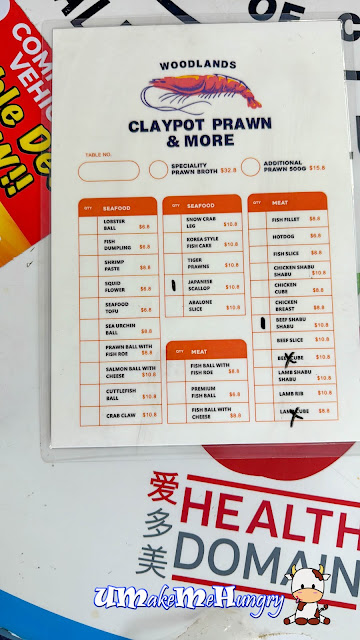 WOODLANDS
CLAYPOT PRAWN
& MORE
TABLE NO.
SPECIALITY
PRAWN BROTH $32.8
ADDITIONAL
PRAWN 500G $15.8
QTY SEAFOOD
LOBSTER
BALL $8.8
FISH
DUMPLING $8.8
SHRIMP
PASTE $8.8
SQUID
FLOWER $8.8
SEAFOOD
TOFU $8.8
SEA URCHIN
BALL $8.8
PRAWN BALL WITH
FISH ROE $8.8
SALMON BALL WITH
CHEESE $10.8
CUTTLEFISH
BALL $10.8
CRAB CLAW $10.8
QTY SEAFOOD
SNOW CRAB
LEG $10.8
KOREA STYLE
FISH CAKE $10.8
TIGER
PRAWNS $10.8
JAPANESE
SCALLOP $10.8
ABALONE
SLICE $10.8
QTY MEAT
FISH BALL WITH
FISH ROE $8.8
PREMIUM
FISH BALL $8.8
FISH BALL WITH
CHEESE $8.8
QTY MEAT
FISH FILLET $8.8
HOTDOG $8.8
FISH SLICE $8.8
CHICKEN SHABU
SHABU $10.8
CHICKEN
CUBE $8.8
CHICKEN
BREAST $8.8
BEEF SHABU
SHABU $10.8
BEEF SLICE $10.8
BEEF CUBE $10.8
LAMB SHABU
SHABU $10.8
LAMB RIB $10.8
LAMB CUBE $8.8
爱多美
HEALTH
DOMAIN
UMakeMeHungry